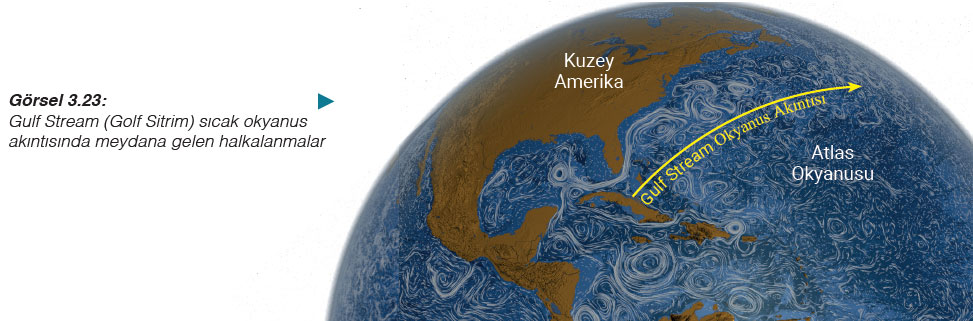 Görsel 3.23:
Gulf Stream (Golf Sitrim) sıcak okyanus
akıntısında meydana gelen halkalanmalar
Kuzey
Amerika
Gulf Stream Okyanus Akıntısı
Atlas
Okyanusu